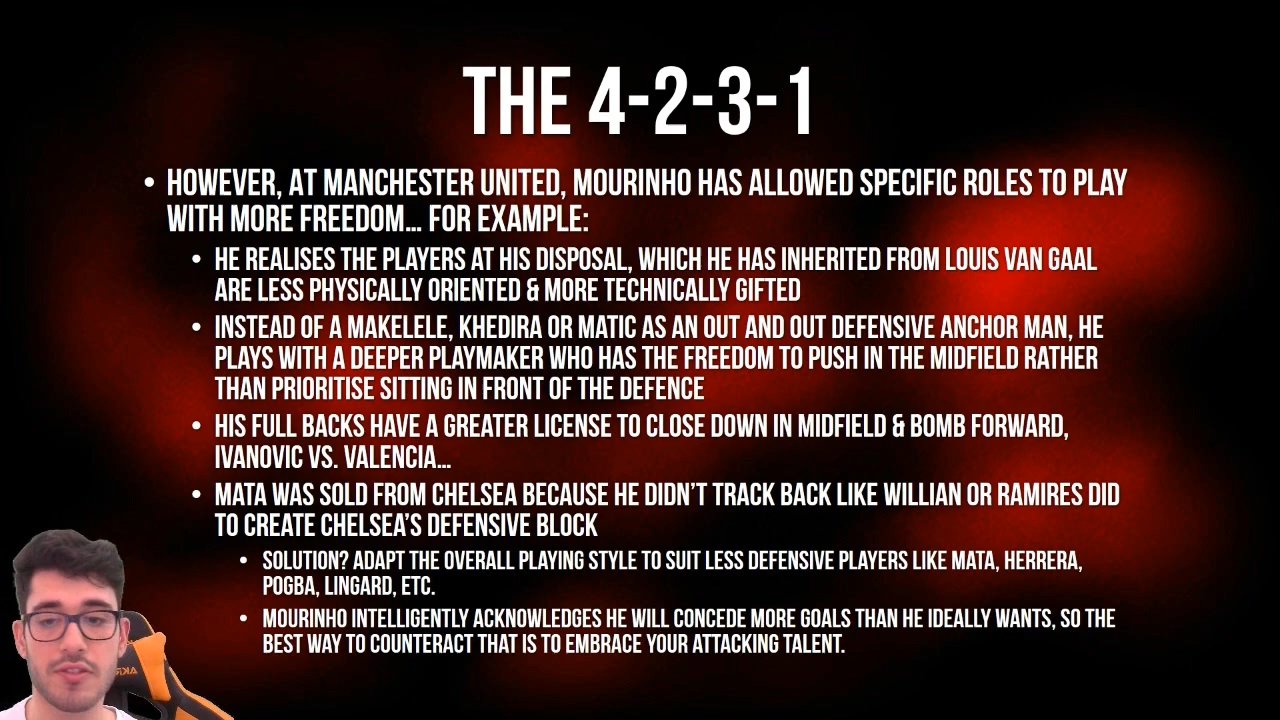 THE 4-2-3-1
• HOWEVER, AT MANCHESTER UNITED, MOURINHO HAS ALLOWED SPECIFIC ROLES TO PLAY
WITH MORE FREEDOM... FOR EXAMPLE:
• HE REALISES THE PLAYERS AT HIS DISPOSAL, WHICH HE HAS INHERITED FROM LOUIS VAN GAAL
ARE LESS PHYSICALLY ORIENTED & MORE TECHNICALLY GIFTED
• INSTEAD OF A MAKELELE, KHEDIRA OR MATIC AS AN OUT AND OUT DEFENSIVE ANCHOR MAN, HE
PLAYS WITH A DEEPER PLAYMAKER WHO HAS THE FREEDOM TO PUSH IN THE MIDFIELD RATHER
THAN PRIORITISE SITTING IN FRONT OF THE DEFENCE
• HIS FULL BACKS HAVE A GREATER LICENSE TO CLOSE DOWN IN MIDFIELD & BOMB FORWARD,
IVANOVIC VS. VALENCIA...
• MATA WAS SOLD FROM CHELSEA BECAUSE HE DIDN'T TRACK BACK LIKE WILLIAN OR RAMIRES DID
TO CREATE CHELSEA'S DEFENSIVE BLOCK
• SOLUTION? ADAPT THE OVERALL PLAYING STYLE TO SUIT LESS DEFENSIVE PLAYERS LIKE MATA, HERRERA,
POGBA, LINGARD, ETC.
• MOURINHO INTELLIGENTLY ACKNOWLEDGES HE WILL CONCEDE MORE GOALS THAN HE IDEALLY WANTS, SO THE
BEST WAY TO COUNTERACT THAT IS TO EMBRACE YOUR ATTACKING TALENT.